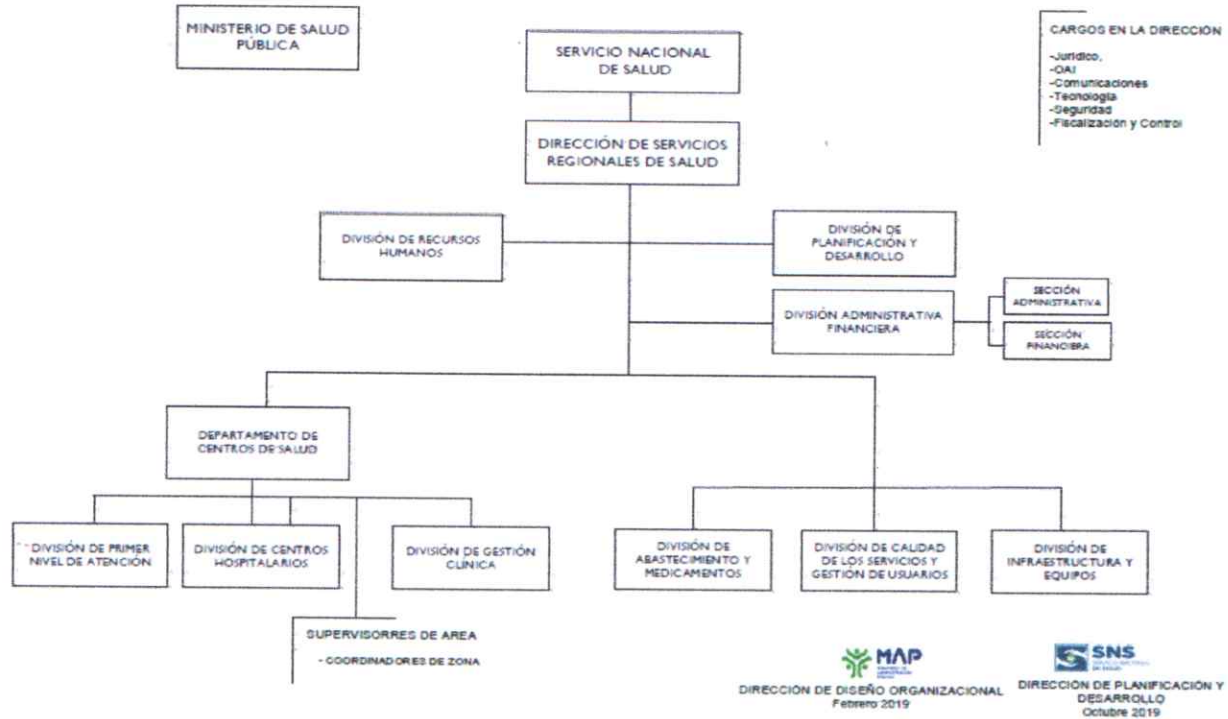 MINISTERIO DE SALUD
PÚBLICA
SERVICIO NACIONAL
DE SALUD
CARGOS EN LA DIRECCIÓN
-Jurídico,
-OAI
-Comunicaciones
-Tecnología
-Seguridad
-Fiscalización y Control
DIRECCIÓN DE SERVICIOS
REGIONALES DE SALUD
DIVISIÓN DE RECURSOS
HUMANOS
DIVISIÓN DE
PLANIFICACIÓN Y
DESARROLLO
DIVISIÓN ADMINISTRATIVA
FINANCIERA
SECCIÓN
ADMINISTRATIVA
SECCIÓN
FINANCIERA
DEPARTAMENTO DE
CENTROS DE SALUD
DIVISIÓN DE PRIMER
NIVEL DE ATENCIÓN
DIVISIÓN DE CENTROS
HOSPITALARIOS
DIVISIÓN DE GESTIÓN
CLÍNICA
DIVISIÓN DE
ABASTECIMIENTO Y
MEDICAMENTOS
DIVISIÓN DE CALIDAD
DE LOS SERVICIOS Y
GESTIÓN DE USUARIOS
DIVISIÓN DE
INFRAESTRUCTURA Y
EQUIPOS
SUPERVISORRES DE AREA
- COORDINADORES DE ZONA
MAP
DIRECCIÓN DE DISEÑO ORGANIZACIONAL
Febrero 2019
SNS
DIRECCIÓN DE PLANIFICACIÓN Y
DESARROLLO
Octubre 2019